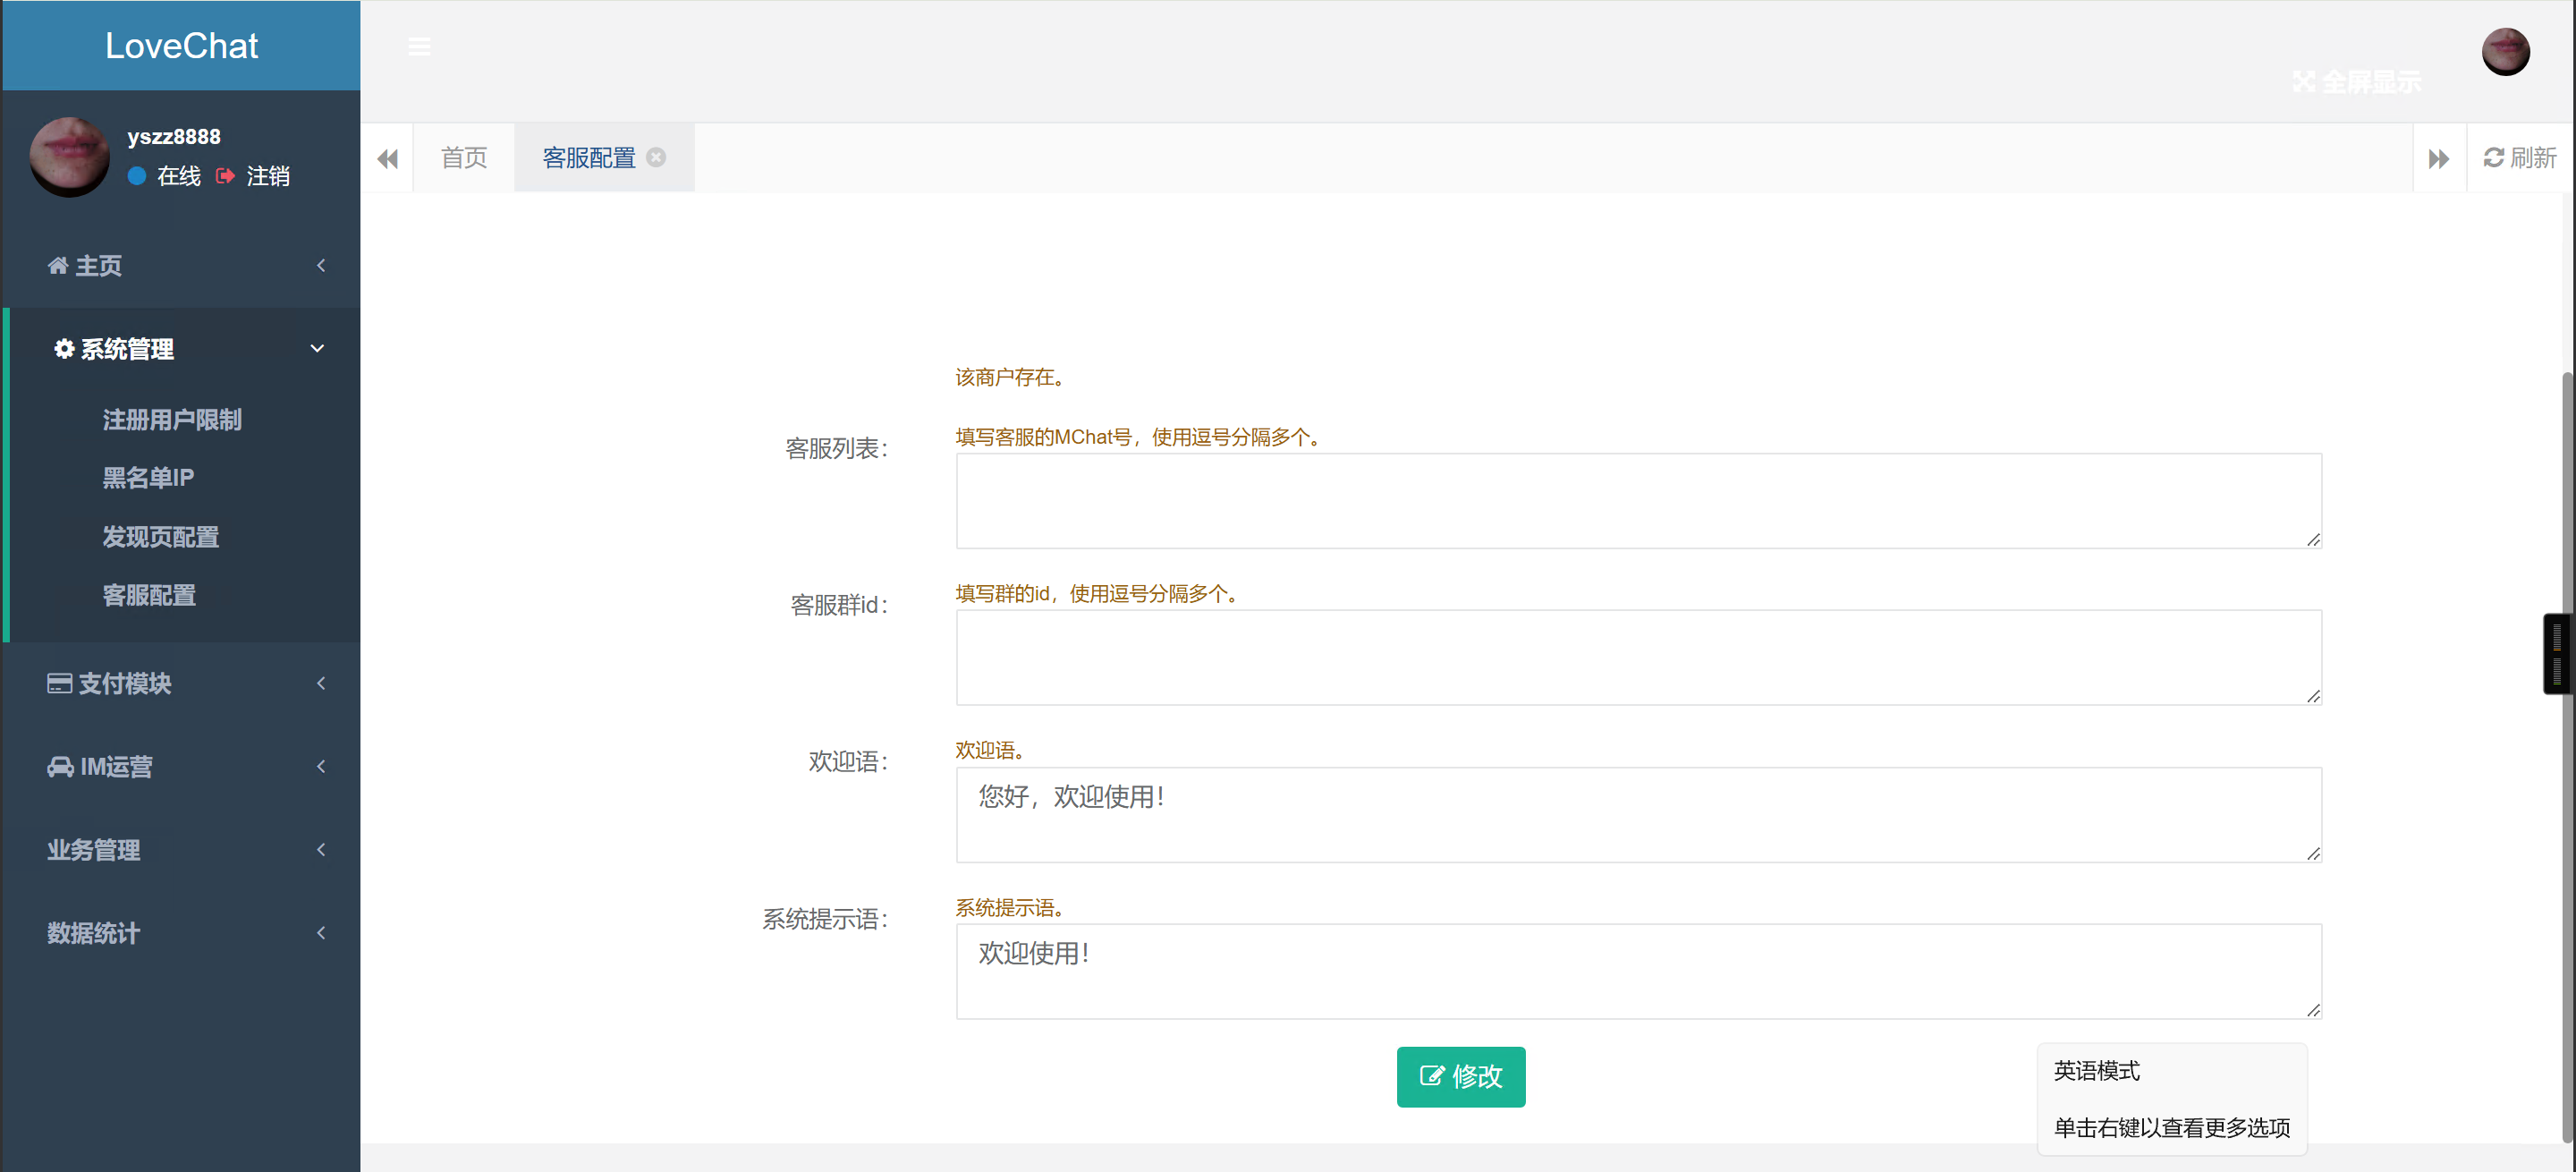 LoveChat
全屏显示
yszz8888
在线 注销
首页
客服配置
刷新
主页
系统管理
注册用户限制
黑名单IP
发现页配置
客服配置
支付模块
IM运营
业务管理
数据统计
该商户存在。
客服列表：
填写客服的MChat号，使用逗号分隔多个。
客服群id：
填写群的id，使用逗号分隔多个。
欢迎语：
欢迎语。
您好，欢迎使用！
系统提示语：
系统提示语。
欢迎使用！
修改
英语模式
单击右键以查看更多选项